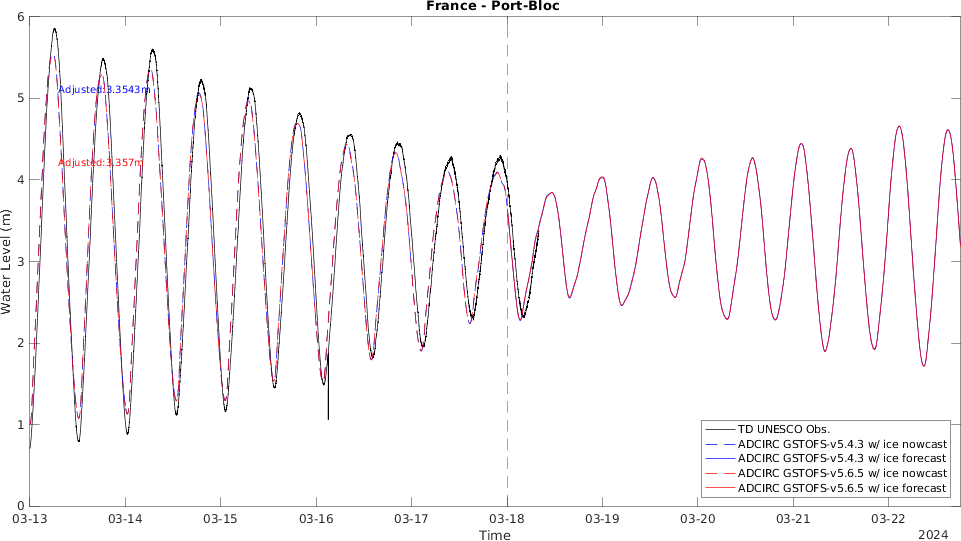 France - Port-Bloc
6
5
4
3
2
1
0
Water Level (m)
Adjusted:3.3543m
Adjusted:3.357m
TD UNESCO Obs.
ADCIRC GSTOFS-v5.4.3 w/ ice nowcast
ADCIRC GSTOFS-v5.4.3 w/ ice forecast
ADCIRC GSTOFS-v5.6.5 w/ ice nowcast
ADCIRC GSTOFS-v5.6.5 w/ ice forecast
03-13 03-14 03-15 03-16 03-17 03-18 03-19 03-20 03-21 03-22
Time
2024